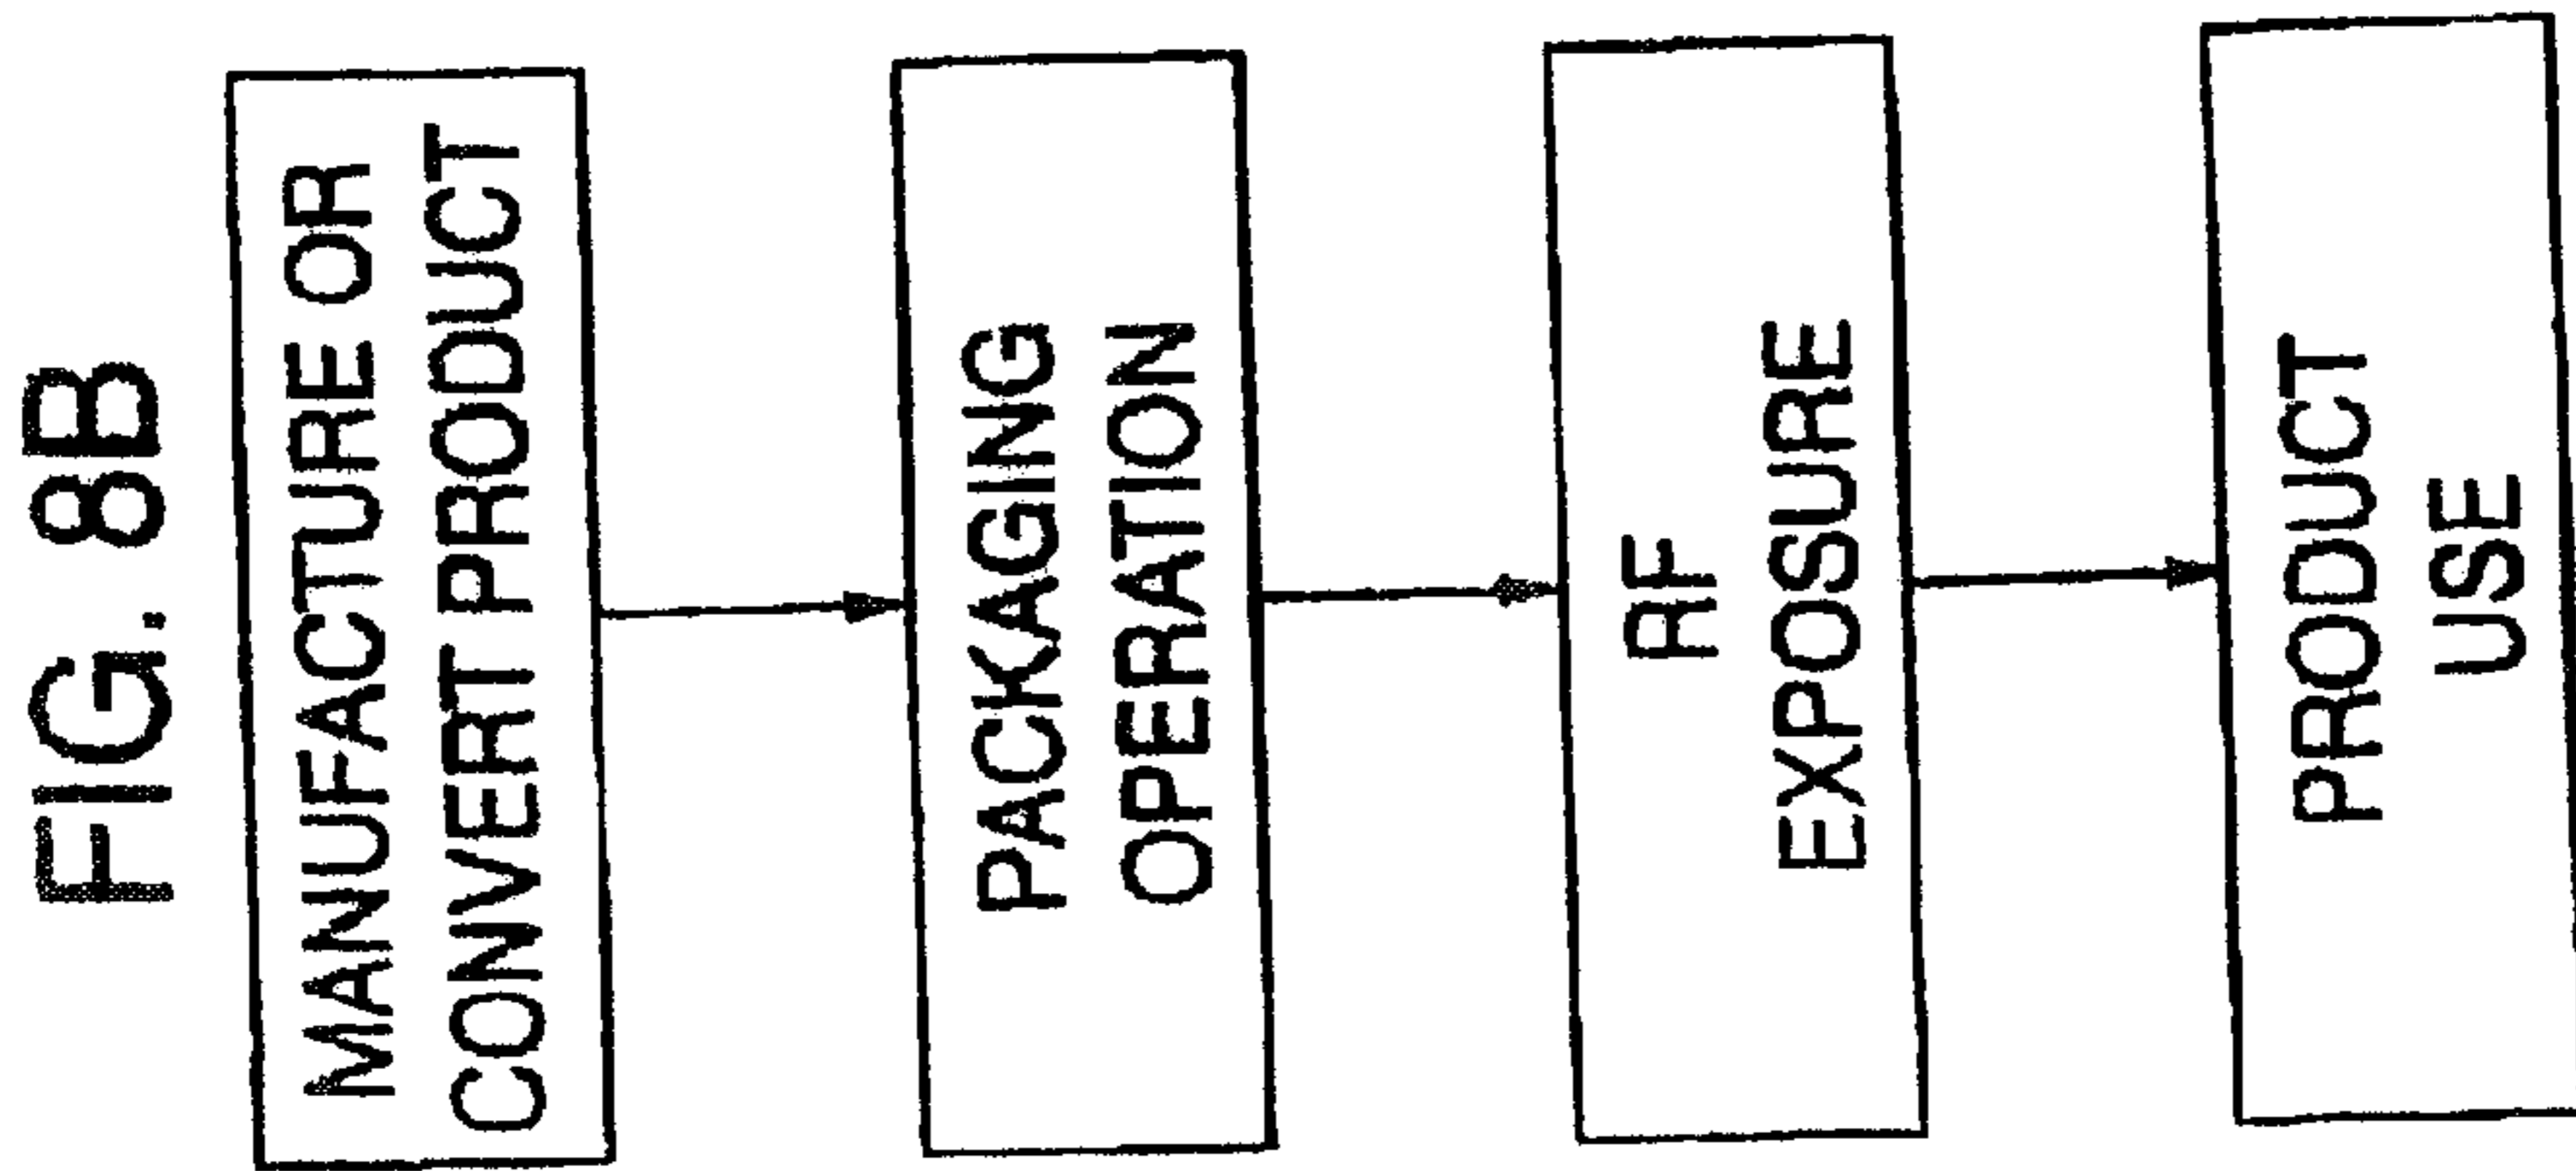 FIG. 8B
MANUFACTURE OR
CONVERT PRODUCT
PACKAGING
OPERATION
RF
EXPOSURE
PRODUCT
USE